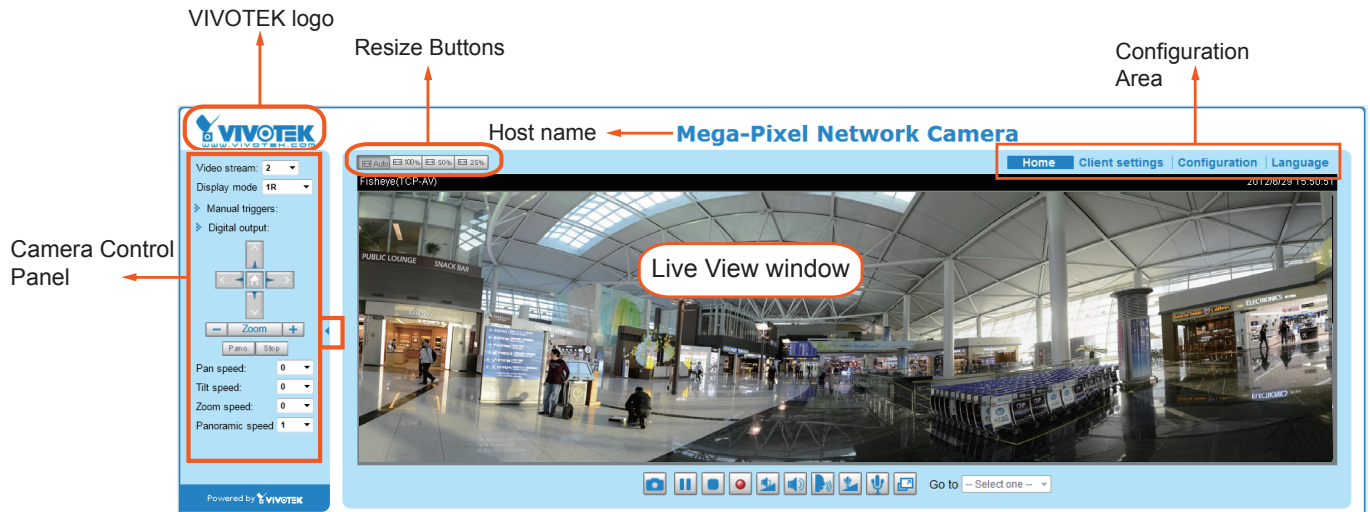 VIVOTEK logo
Resize Buttons
Configuration
Area
VIVOTEK
WWW.VIVOTEK.COM
Host name
Mega-Pixel Network Camera
Auto 100% 50% 25%
Home Client settings Configuration Language
Fisheye(TCP-AV)
2012/6/29 15:50:51
Video stream: 2
Display mode 1R
Manual triggers:
Digital output:
Camera Control
Panel
Zoom
Pano. Stop
Pan speed: 0
Tilt speed: 0
Zoom speed: 0
Panoramic speed 1
Powered by VIVOTEK
PUBLIC LOUNGE
SNACK BAR
Live View window
ELECTRONICS
ELECTRONICS
Go to -- Select one --